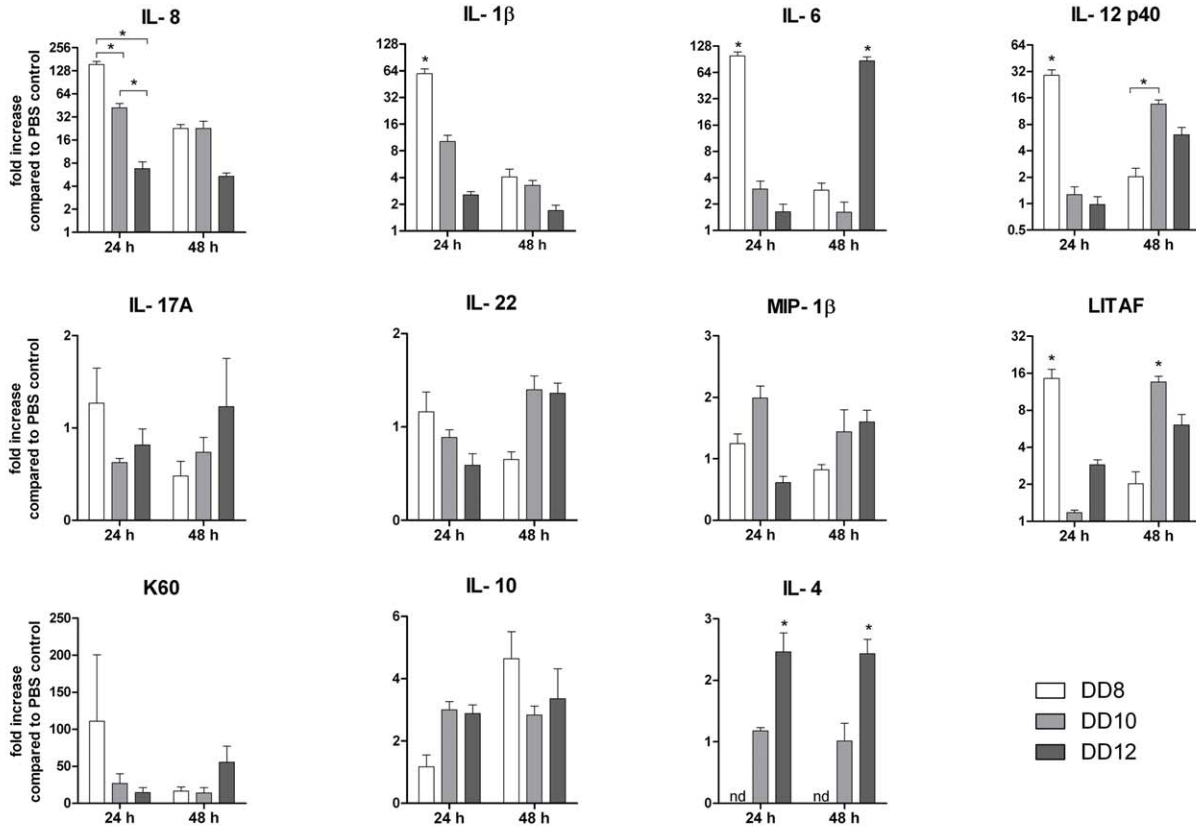 IL- 8
IL- 1β
IL- 6
IL- 12 p40
fold increase
compared to PBS control
256
128
64
32
16
8
4
2
1
* * *
24 h 48 h
128
64
32
16
8
4
2
1
*
24 h 48 h
128
64
32
16
8
4
2
1
* *
24 h 48 h
64
32
16
8
4
2
1
0.5
* *
24 h 48 h
IL- 17A
IL- 22
MIP- 1β
LITAF
fold increase
compared to PBS control
2
1
0
24 h 48 h
2
1
0
24 h 48 h
3
2
1
0
24 h 48 h
32
16
8
4
2
1
* *
24 h 48 h
K60
IL- 10
IL- 4
fold increase
compared to PBS control
250
200
150
100
50
0
24 h 48 h
6
4
2
0
24 h 48 h
3
2
1
0
* *
nd nd
24 h 48 h
DD8
DD10
DD12